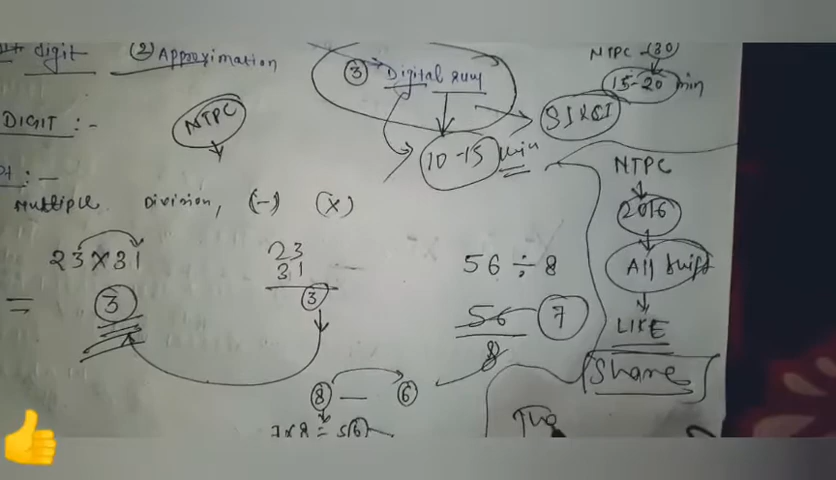 digit
(2) Approximation
(3) Digital sum
NTPC (30)
15-20 min
DIGIT :-
NTPC
SI & CI
10-15 Min
NTPC
:-
Multiple Division, (-) (x)
2016
23 x 31
23
31
3
= 3
56 ÷ 8
All Shift
56 7
8
LIKE
Share
8 — 6
7 x 8 = 56